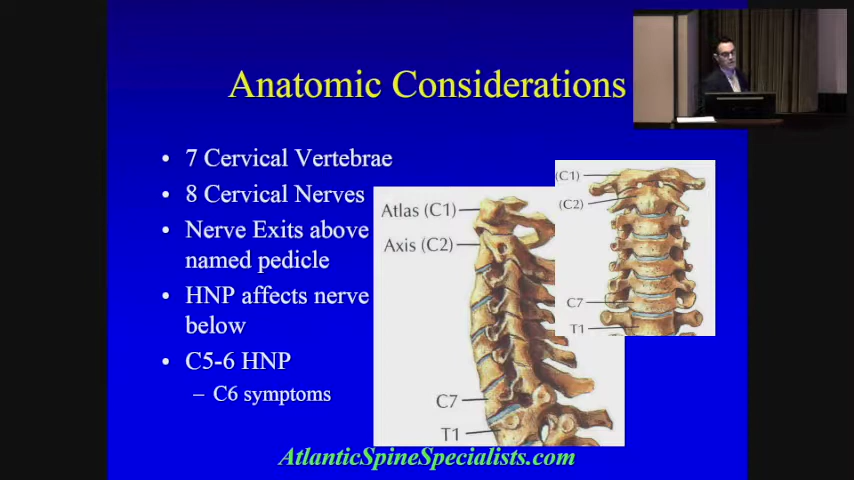 Anatomic Considerations
• 7 Cervical Vertebrae
• 8 Cervical Nerves
• Nerve Exits above
named pedicle
• HNP affects nerve
below
• C5-6 HNP
– C6 symptoms
Atlas (C1)
Axis (C2)
C7
T1
(C1)
(C2)
C7
T1
AtlanticSpineSpecialists.com